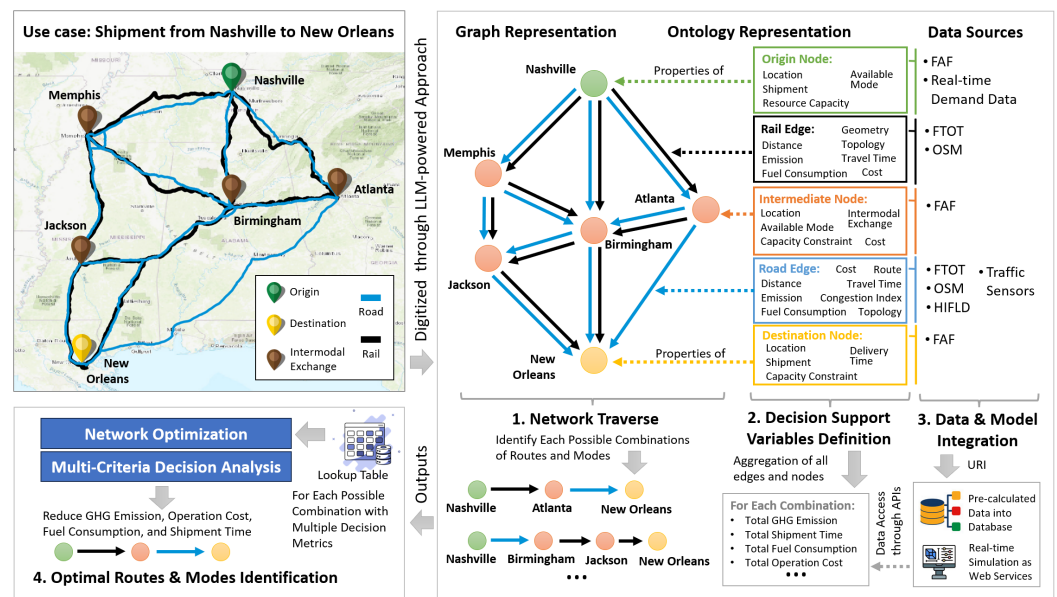 Use case: Shipment from Nashville to New Orleans
Nashville
Memphis
Atlanta
Birmingham
Jackson
New
Orleans
Origin
Destination
Intermodal
Exchange
Road
Rail
Digitized through LLM-powered Approach
Graph Representation
Ontology Representation
Data Sources
Nashville
Memphis
Atlanta
Birmingham
Jackson
New
Orleans
Properties of
Properties of
Origin Node:
Location
Available
Mode
Shipment
Resource Capacity
• FAF
• Real-time
Demand Data
Rail Edge:
Geometry
Distance
Topology
Emission
Travel Time
Fuel Consumption
Cost
• FTOT
• OSM
Intermediate Node:
Location
Intermodal
Exchange
Available Mode
Capacity Constraint
Cost
• FAF
Road Edge:
Cost
Route
Distance
Travel Time
Emission
Congestion Index
Fuel Consumption
Topology
• FTOT
• OSM
• HIFLD
• Traffic
Sensors
Destination Node:
Location
Delivery
Time
Shipment
Capacity Constraint
• FAF
1. Network Traverse
Identify Each Possible Combinations
of Routes and Modes
Nashville
Atlanta
New Orleans
Nashville
Birmingham
Jackson
New Orleans
•••
2. Decision Support
Variables Definition
Aggregation of all
edges and nodes
For Each Combination:
• Total GHG Emission
• Total Shipment Time
• Total Fuel Consumption
• Total Operation Cost
•••
Data Access
through APIs
3. Data & Model
Integration
URI
Pre-calculated
Data into
Database
Real-time
Simulation as
Web Services
Outputs
Network Optimization
Multi-Criteria Decision Analysis
Lookup Table
For Each Possible
Combination with
Multiple Decision
Metrics
Reduce GHG Emission, Operation Cost,
Fuel Consumption, and Shipment Time
4. Optimal Routes & Modes Identification